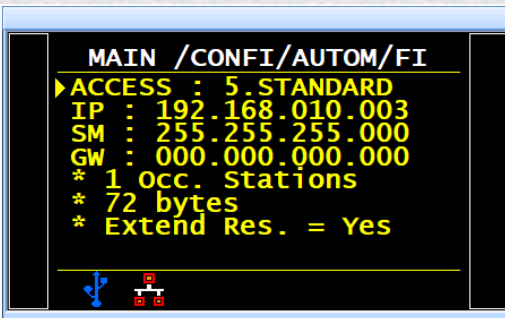 MAIN /CONFI/AUTOM/FI
ACCESS : 5.STANDARD
IP : 192.168.010.003
SM : 255.255.255.000
GW : 000.000.000.000
* 1 Occ. Stations
* 72 bytes
* Extend Res. = Yes